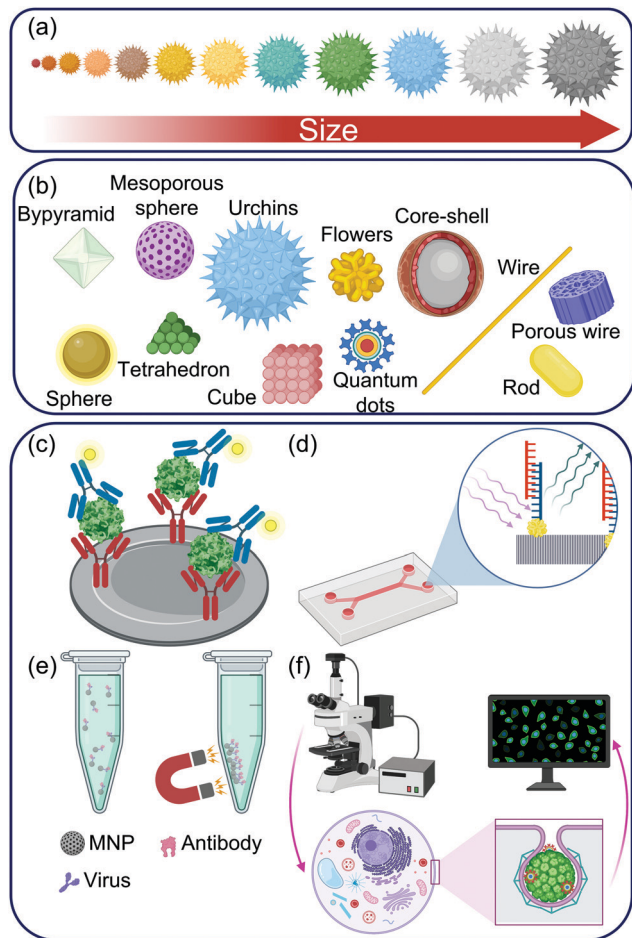 (a)
Size
(b)
Bypyramid
Mesoporous
sphere
Urchins
Flowers
Core-shell
Wire
Porous wire
Sphere
Tetrahedron
Cube
Quantum
dots
Rod
(c)
(d)
(e)
(f)
MNP
Antibody
Virus